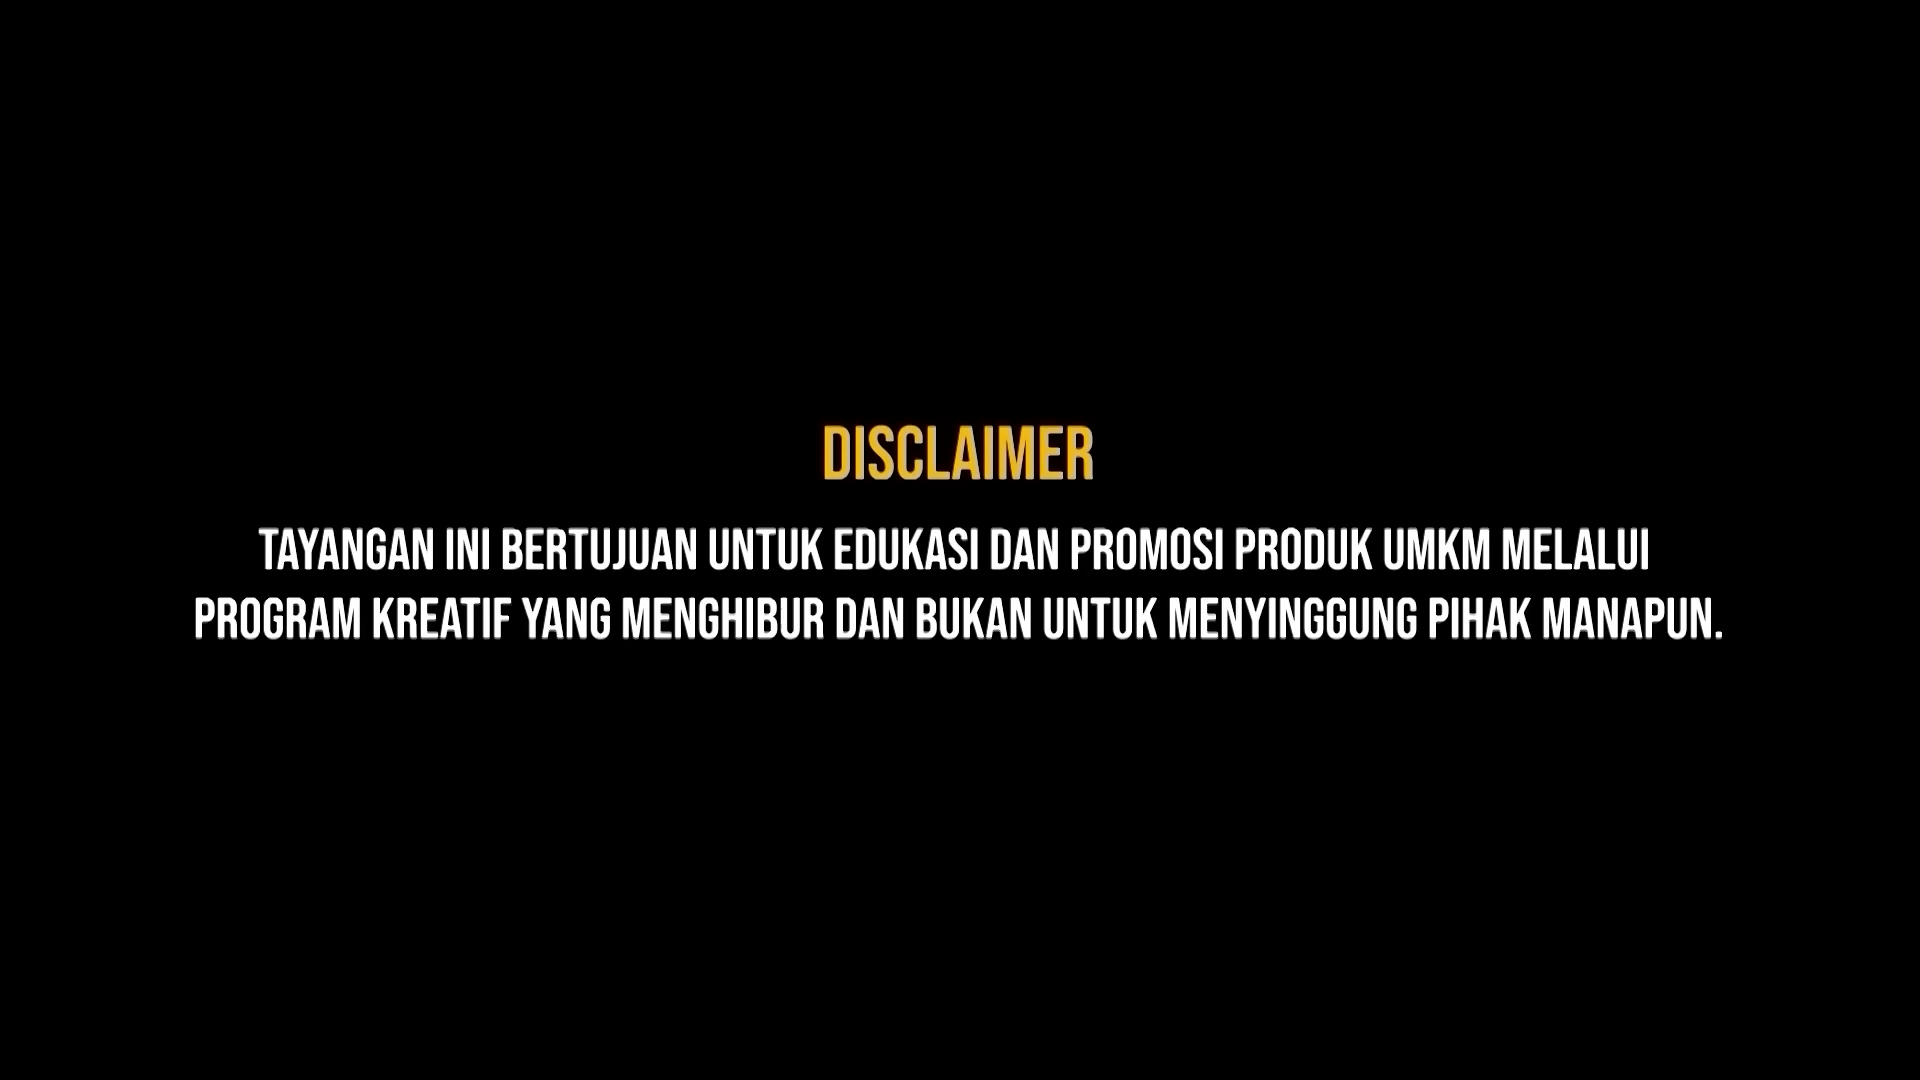 DISCLAIMER
TAYANGAN INI BERTUJUAN UNTUK EDUKASI DAN PROMOSI PRODUK UMKM MELALUI
PROGRAM KREATIF YANG MENGHIBUR DAN BUKAN UNTUK MENYINGGUNG PIHAK MANAPUN.